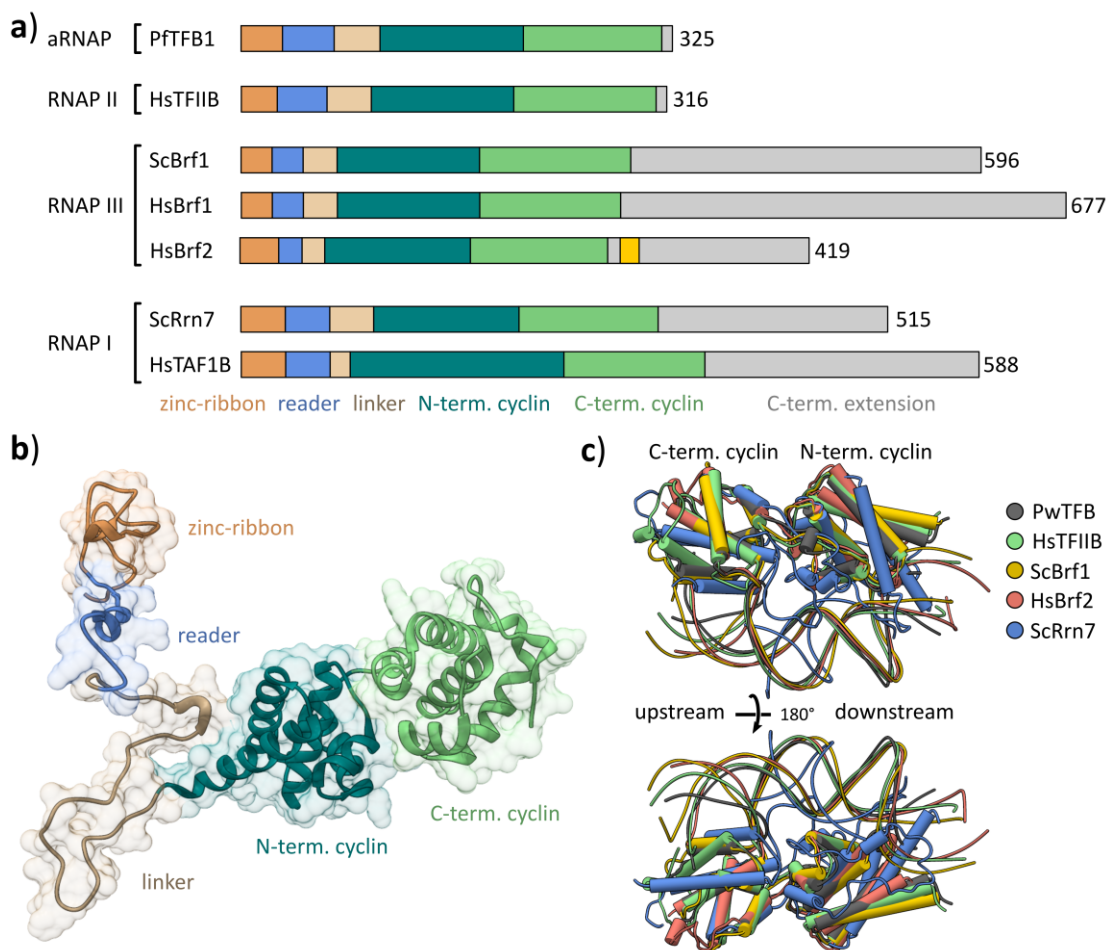 a)
aRNAP PfTFB1 325
RNAP II HsTFIIB 316
ScBrf1 596
RNAP III HsBrf1 677
HsBrf2 419
ScRrn7 515
RNAP I
HsTAF1B 588
zinc-ribbon reader linker N-term. cyclin C-term. cyclin C-term. extension
b)
zinc-ribbon
reader
C-term. cyclin
N-term. cyclin
linker
c)
C-term. cyclin N-term. cyclin
PwTFB
HsTFIIB
ScBrf1
HsBrf2
ScRrn7
upstream 180° downstream